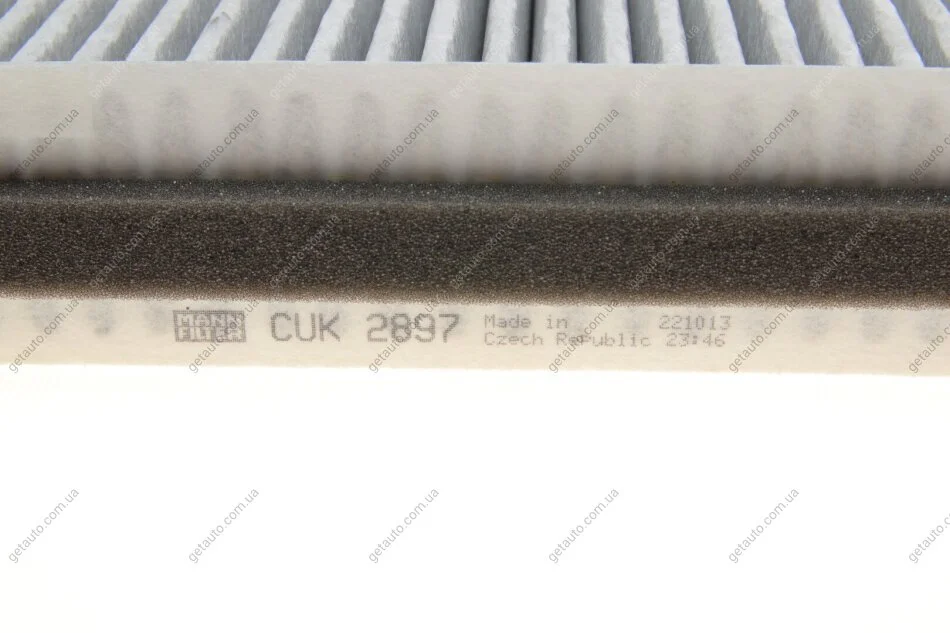 MANN FILTER CUK 2897 Made in 221013
Czech Republic 23:46
getauto.com.ua